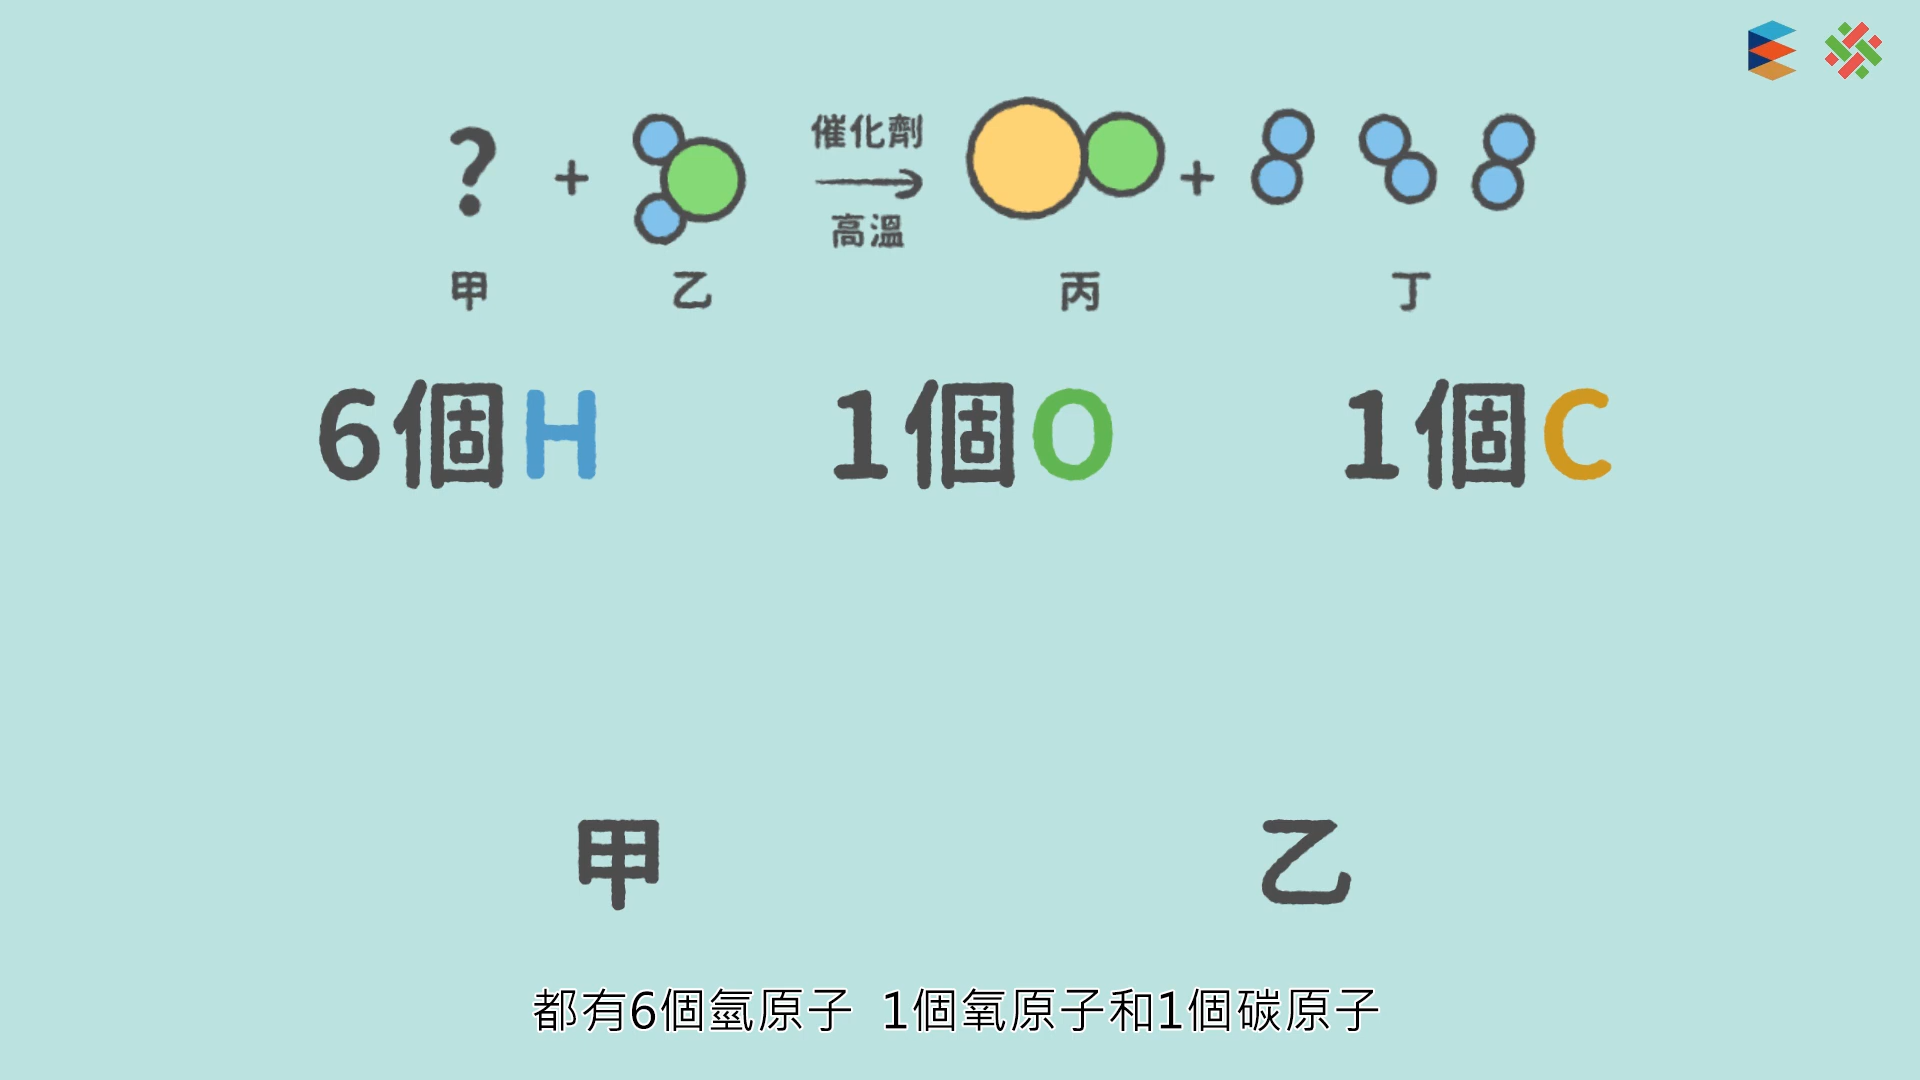 ? + 催化劑 +
高溫
甲 乙 丙 丁
6個H 1個O 1個C
甲 乙
都有6個氫原子 1個氧原子和1個碳原子